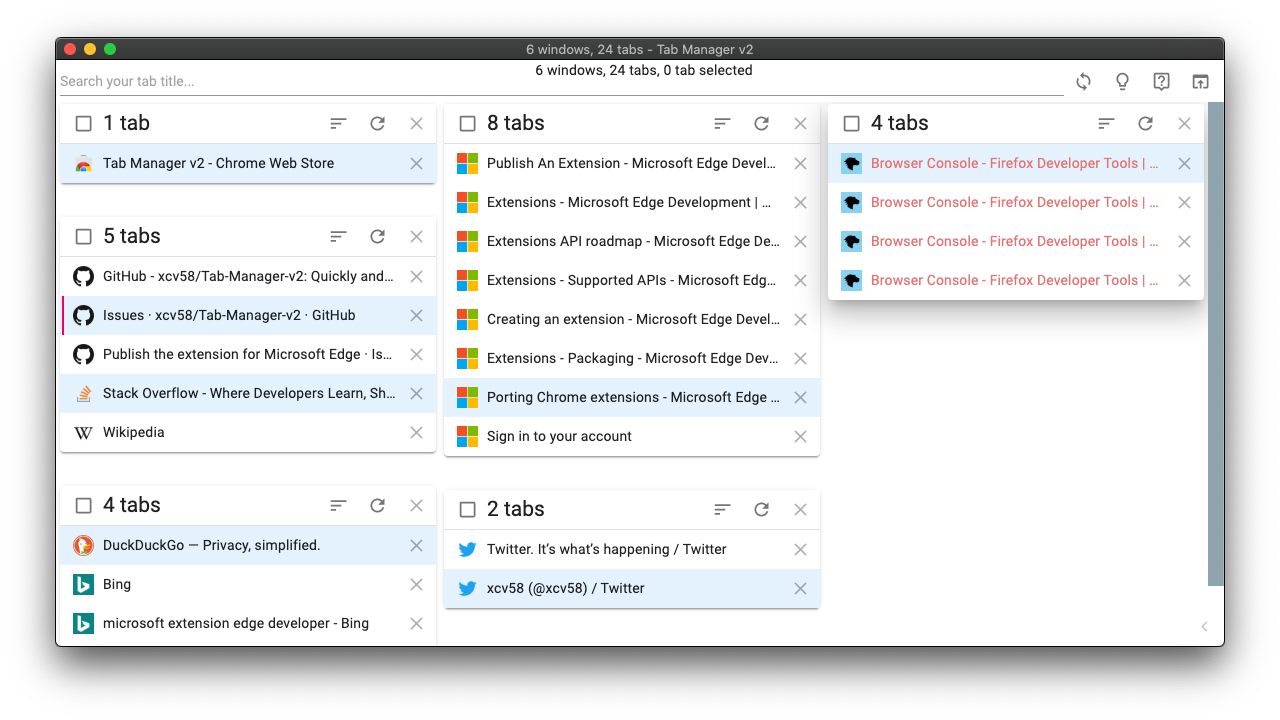 6 windows, 24 tabs - Tab Manager v2
6 windows, 24 tabs, 0 tab selected
Search your tab title...
1 tab
Tab Manager v2 - Chrome Web Store
5 tabs
GitHub - xcv58/Tab-Manager-v2: Quickly and...
Issues · xcv58/Tab-Manager-v2 · GitHub
Publish the extension for Microsoft Edge · Is...
Stack Overflow - Where Developers Learn, Sh...
Wikipedia
4 tabs
DuckDuckGo — Privacy, simplified.
Bing
microsoft extension edge developer - Bing
8 tabs
Publish An Extension - Microsoft Edge Devel...
Extensions - Microsoft Edge Development | ...
Extensions API roadmap - Microsoft Edge De...
Extensions - Supported APIs - Microsoft Edg...
Creating an extension - Microsoft Edge Devel...
Extensions - Packaging - Microsoft Edge Dev...
Porting Chrome extensions - Microsoft Edge ...
Sign in to your account
2 tabs
Twitter. It’s what’s happening / Twitter
xcv58 (@xcv58) / Twitter
4 tabs
Browser Console - Firefox Developer Tools | ...
Browser Console - Firefox Developer Tools | ...
Browser Console - Firefox Developer Tools | ...
Browser Console - Firefox Developer Tools | ...